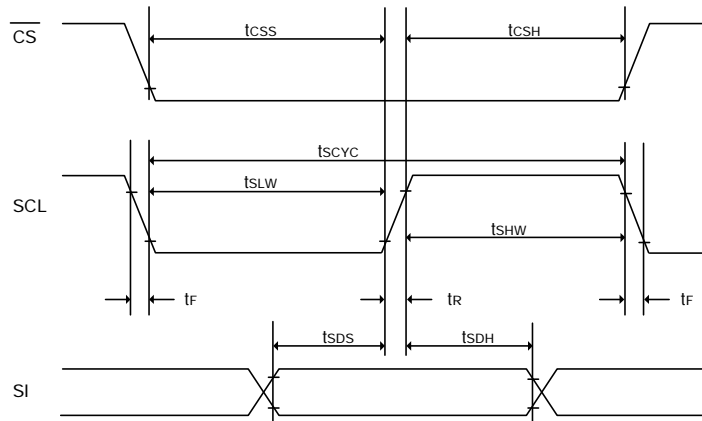 CS
tCSS
tCSH
tSCYC
tSLW
SCL
tSHW
tF
tR
tF
tSDS
tSDH
SI